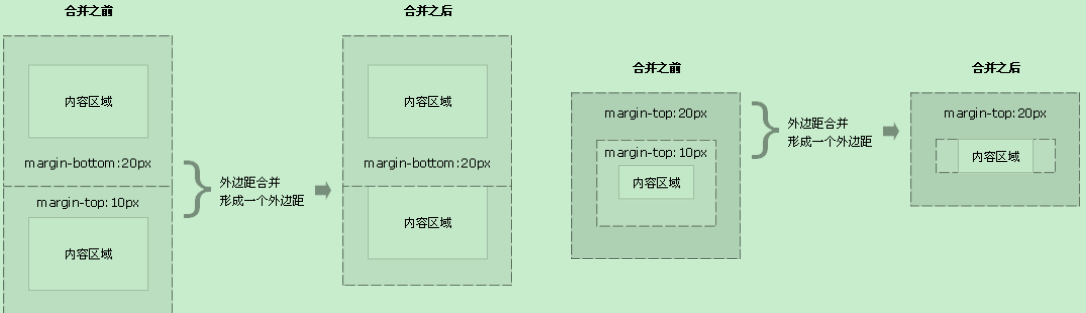 合并之前
内容区域
margin-bottom:20px
margin-top:10px
内容区域
外边距合并
形成一个外边距
合并之后
内容区域
margin-bottom:20px
内容区域
合并之前
margin-top:20px
margin-top:10px
内容区域
外边距合并
形成一个外边距
合并之后
margin-top:20px
内容区域